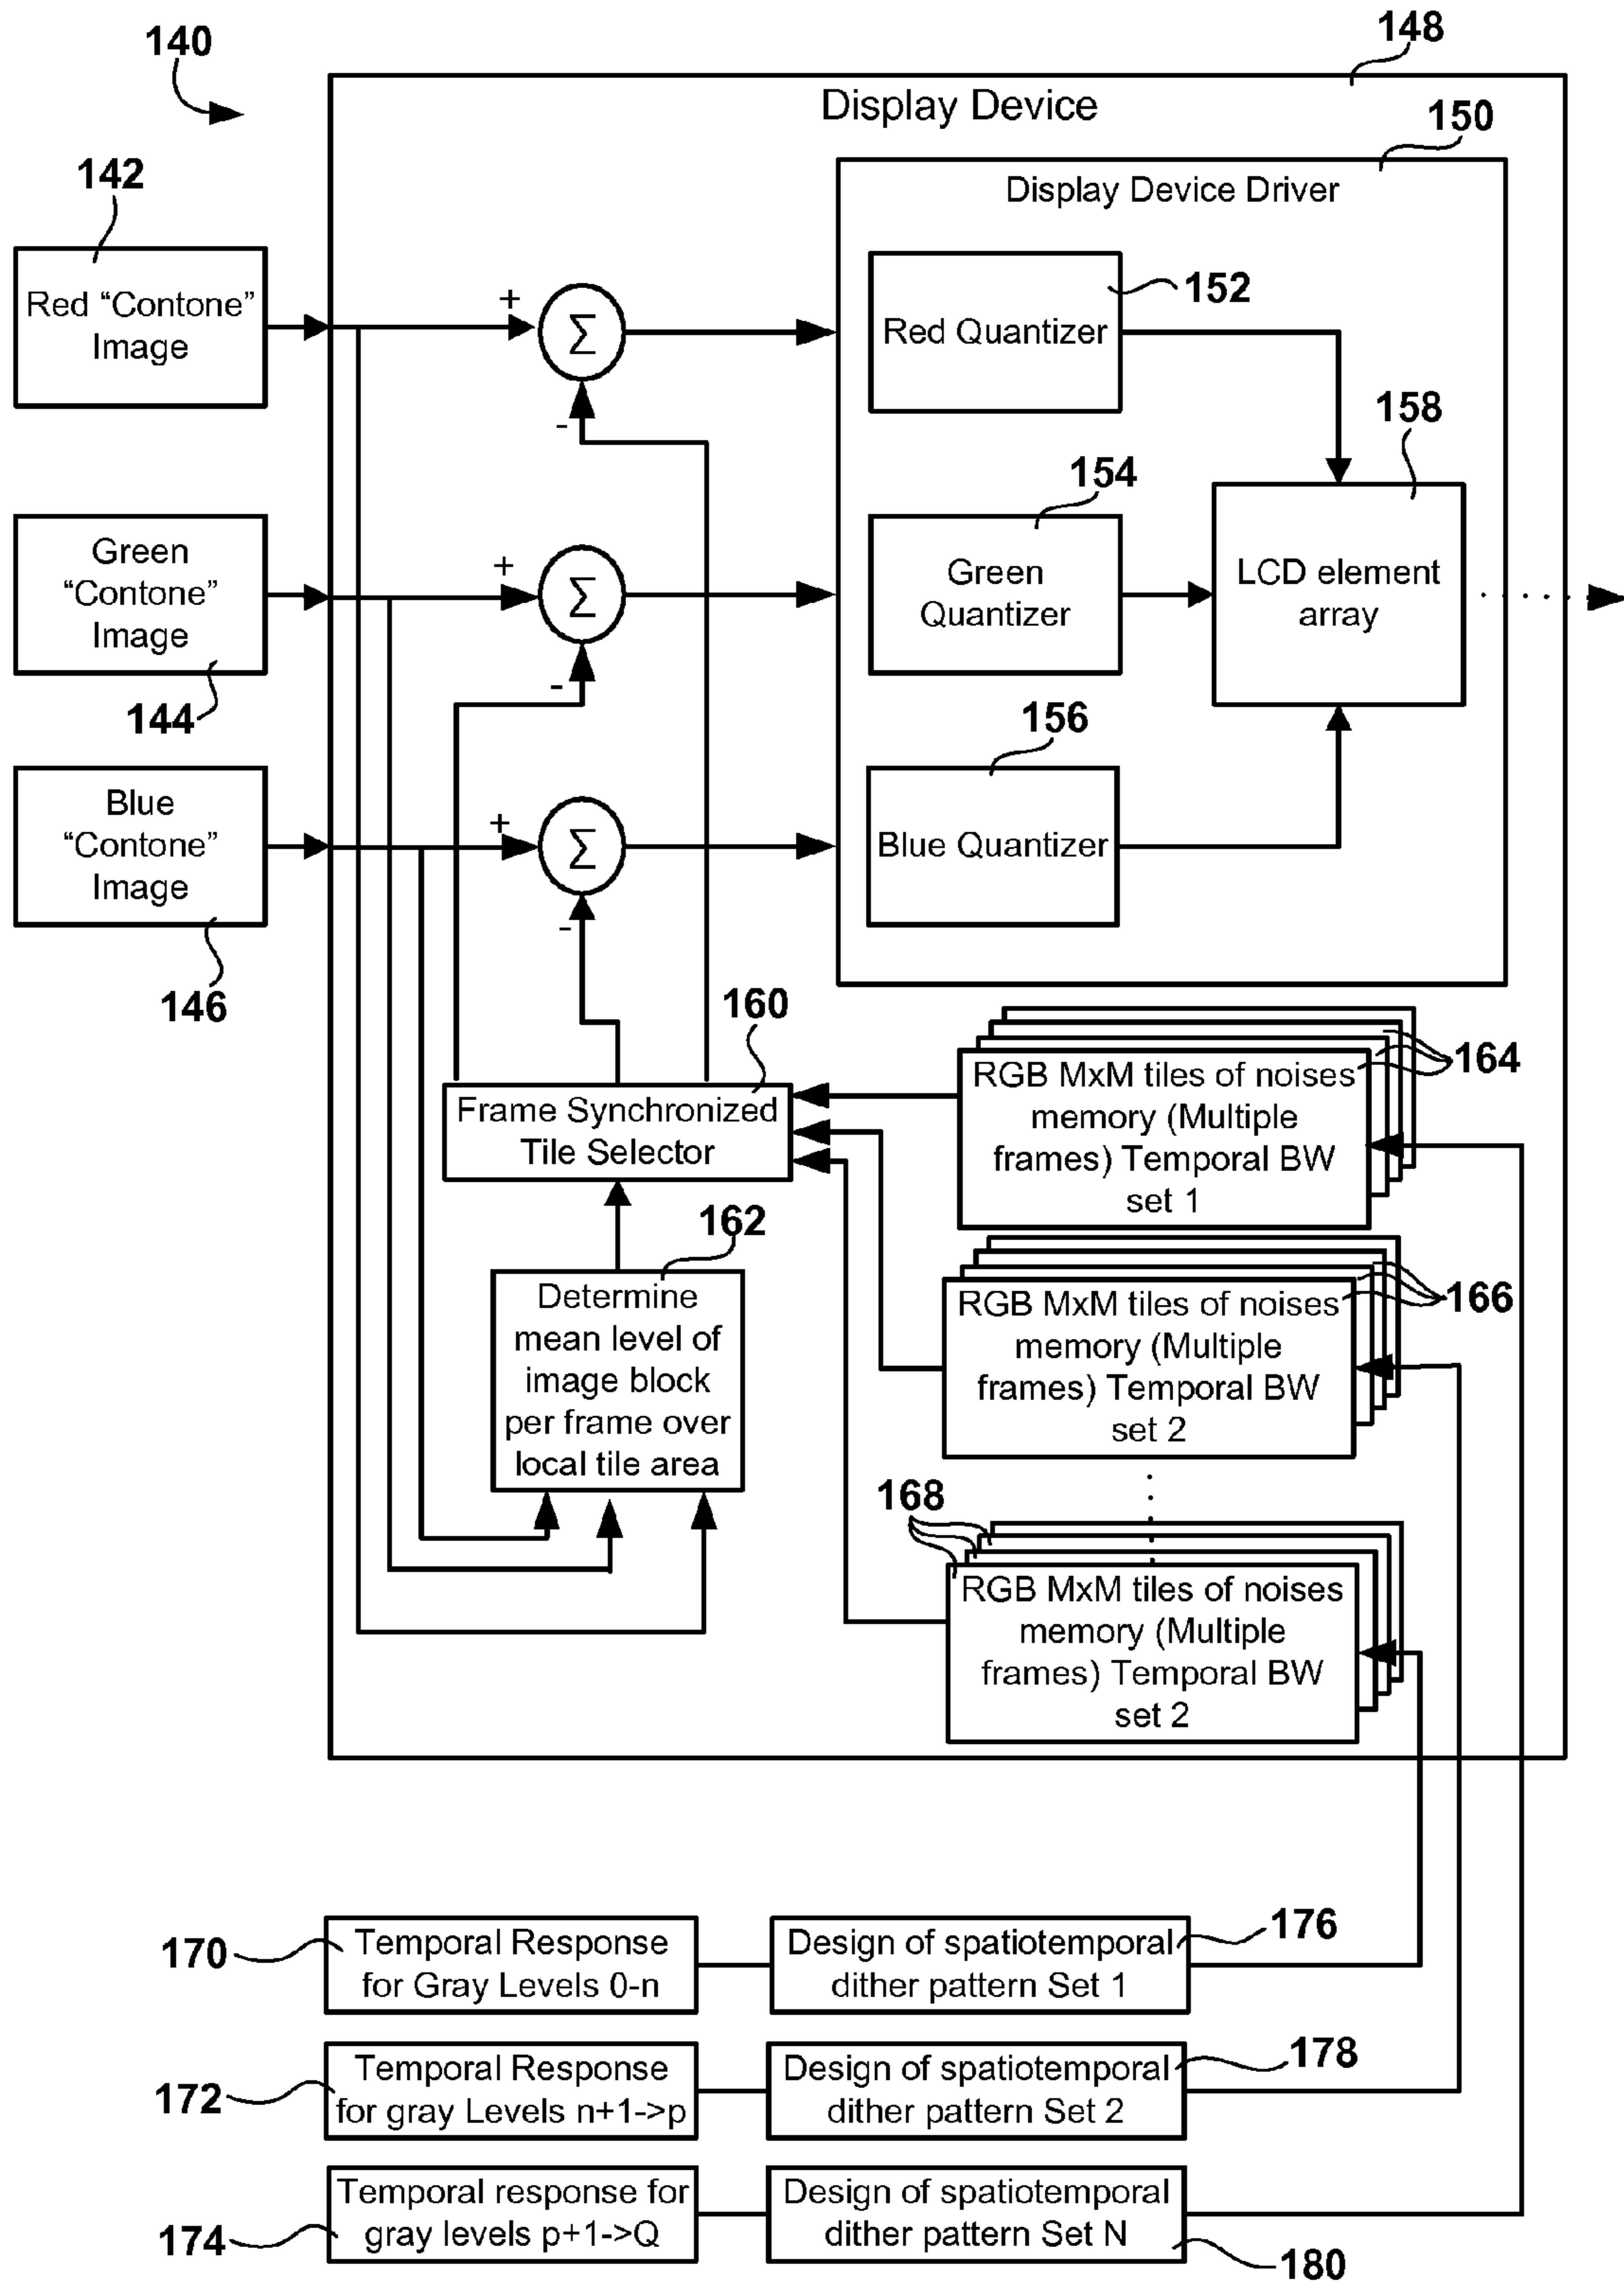 140
148
Display Device
150
142
Display Device Driver
Red “Contone”
Image
+
Σ
-
152
Red Quantizer
158
154
Green
“Contone”
Image
144
+
Σ
-
Green
Quantizer
LCD element
array
156
Blue
“Contone”
Image
146
+
Σ
-
Blue Quantizer
160
Frame Synchronized
Tile Selector
164
RGB MxM tiles of noises
memory (Multiple
frames) Temporal BW
set 1
162
Determine
mean level of
image block
per frame over
local tile area
166
RGB MxM tiles of noises
memory (Multiple
frames) Temporal BW
set 2
168
RGB MxM tiles of noises
memory (Multiple
frames) Temporal BW
set 2
170
Temporal Response
for Gray Levels 0-n
Design of spatiotemporal
dither pattern Set 1
176
172
Temporal Response
for gray Levels n+1->p
Design of spatiotemporal
dither pattern Set 2
178
174
Temporal response for
gray levels p+1->Q
Design of spatiotemporal
dither pattern Set N
180